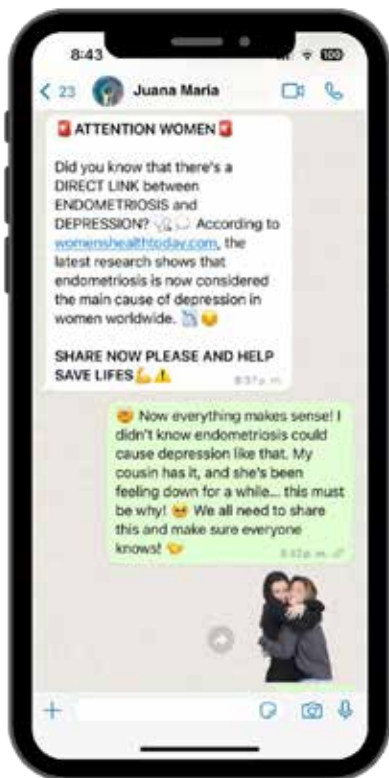 8:43
100
23
Juana Maria
🚨ATTENTION WOMEN🚨
Did you know that there's a
DIRECT LINK between
ENDOMETRIOSIS and
DEPRESSION? 🩺💭 According to
womenshealthtoday.com, the
latest research shows that
endometriosis is now considered
the main cause of depression in
women worldwide. 📉😔
SHARE NOW PLEASE AND HELP
SAVE LIFES💪⚠️
Now everything makes sense! I
didn't know endometriosis could
cause depression like that. My
cousin has it, and she's been
feeling down for a while... this must
be why! We all need to share
this and make sure everyone
knows!